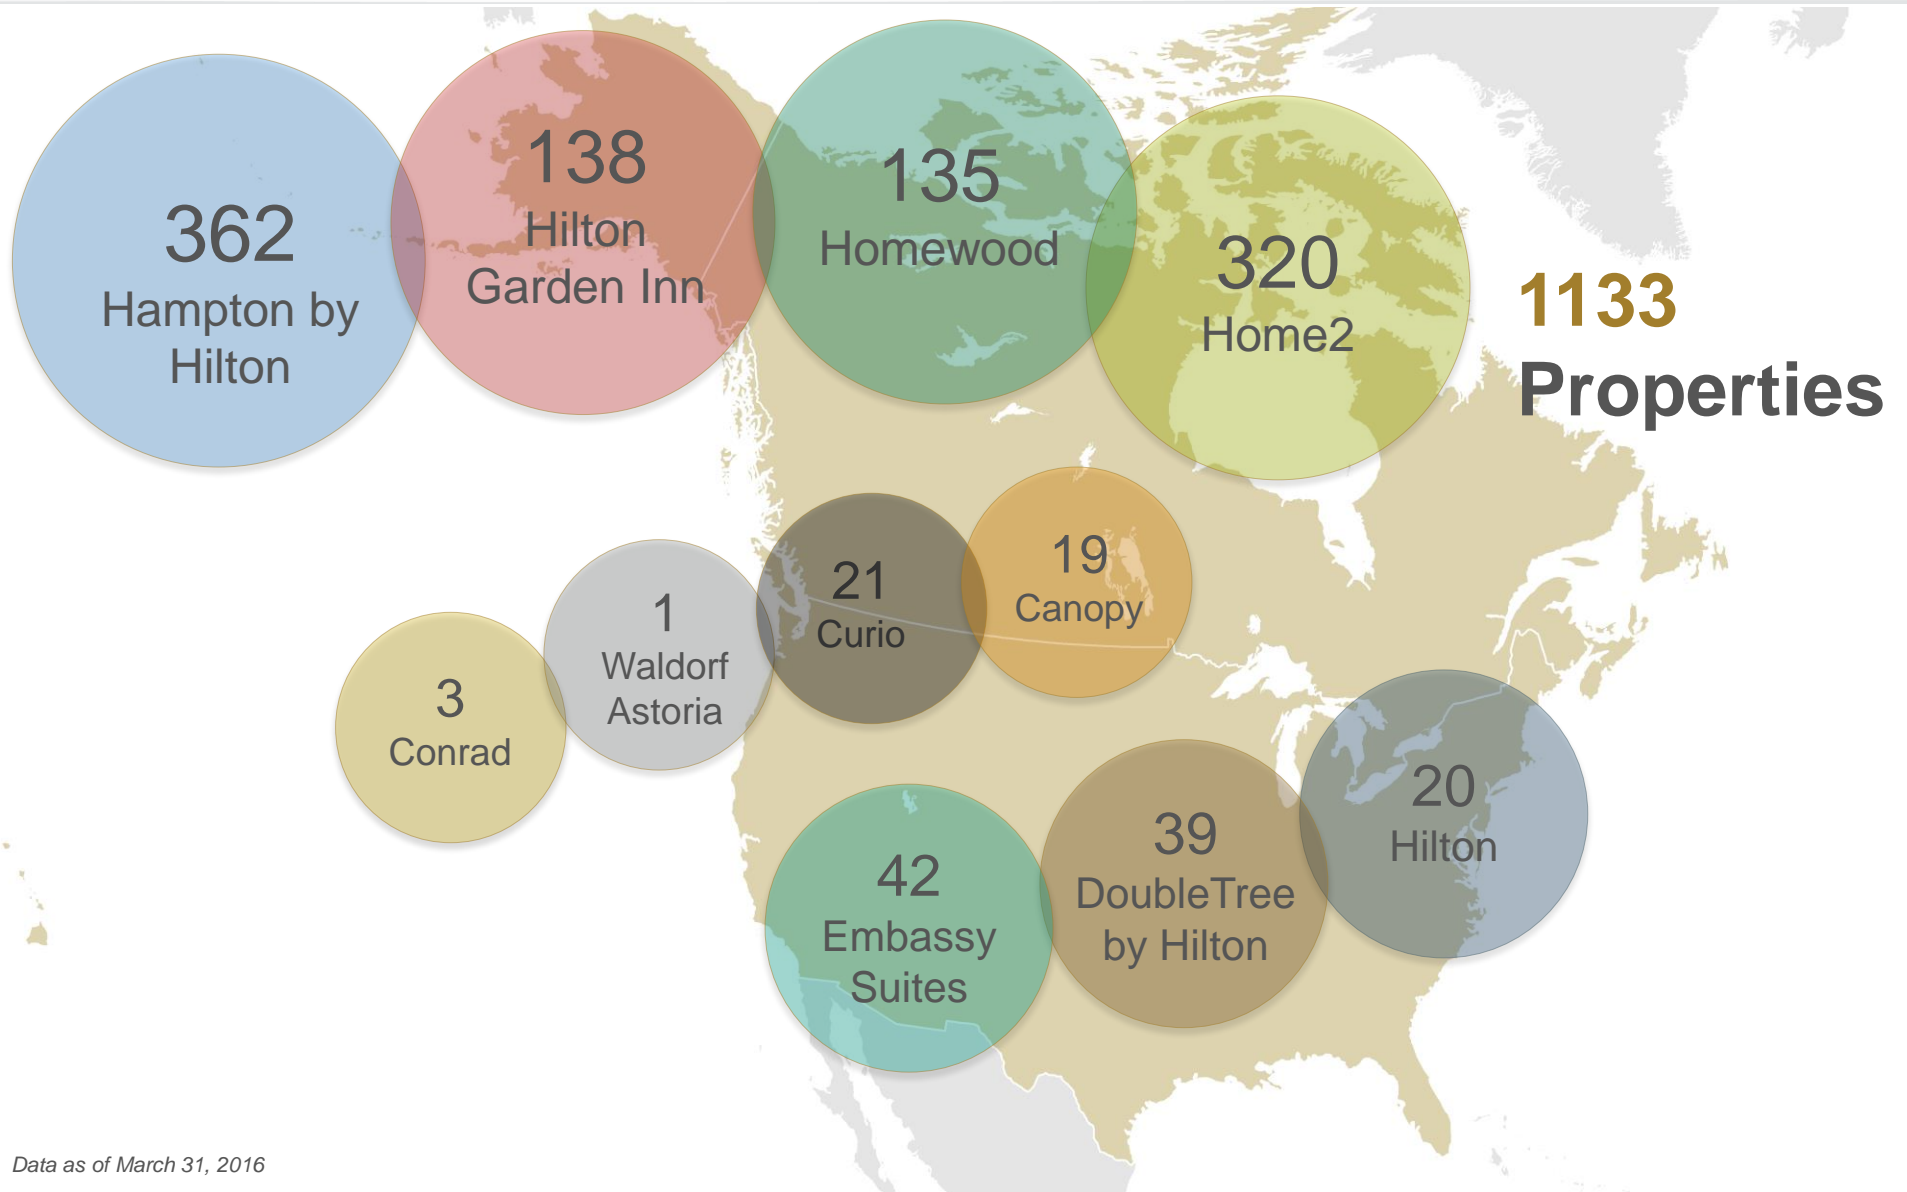 362
Hampton by
Hilton
138
Hilton
Garden Inn
135
Homewood
320
Home2
1133
Properties
3
Conrad
1
Waldorf
Astoria
21
Curio
19
Canopy
42
Embassy
Suites
39
DoubleTree
by Hilton
20
Hilton
Data as of March 31, 2016